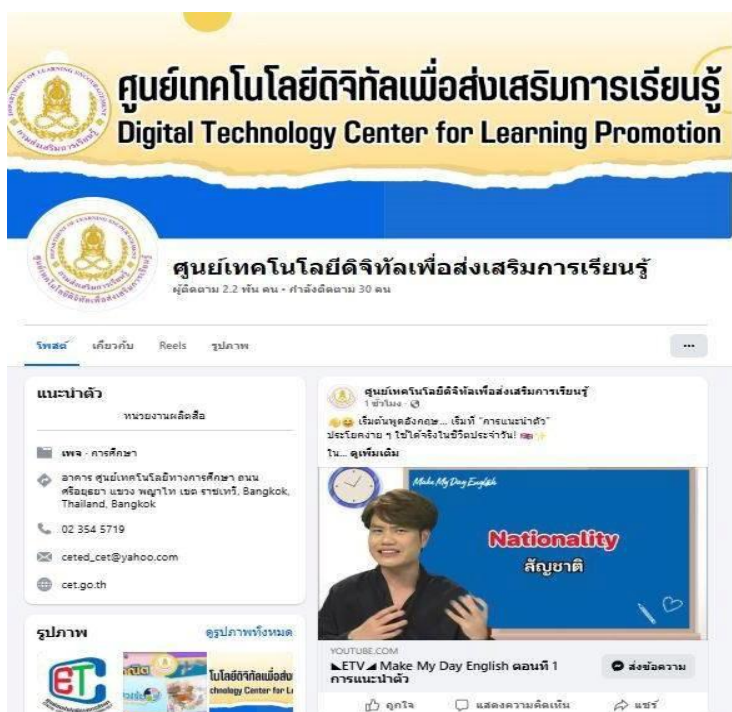 ศูนย์เทคโนโลยีดิจิทัลเพื่อส่งเสริมการเรียนรู้
Digital Technology Center for Learning Promotion
ศูนย์เทคโนโลยีดิจิทัลเพื่อส่งเสริมการเรียนรู้
ผู้ติดตาม 2.2 พัน คน • กำลังติดตาม 30 คน
โพสต์ เกี่ยวกับ Reels รูปภาพ
แนะนำตัว
หน่วยงานผลิตสื่อ
เพจ · การศึกษา
อาคาร ศูนย์เทคโนโลยีทางการศึกษา ถนน
ศรีอยุธยา แขวง พญาไท เขต ราชเทวี, Bangkok,
Thailand, Bangkok
02 354 5719
ceted_cet@yahoo.com
cet.go.th
รูปภาพ ดูรูปภาพทั้งหมด
ศูนย์เทคโนโลยีดิจิทัลเพื่อส่งเสริมการเรียนรู้
1 ชั่วโมง
เริ่มต้นพูดอังกฤษ... เริ่มที่ "การแนะนำตัว"
ประโยคง่าย ๆ ใช้ได้จริงในชีวิตประจำวัน!
ใน... ดูเพิ่มเติม
Make My Day English
Nationality
สัญชาติ
YOUTUBE.COM
◣ETV◢ Make My Day English ตอนที่ 1
การแนะนำตัว
ส่งข้อความ
ถูกใจ แสดงความคิดเห็น แชร์